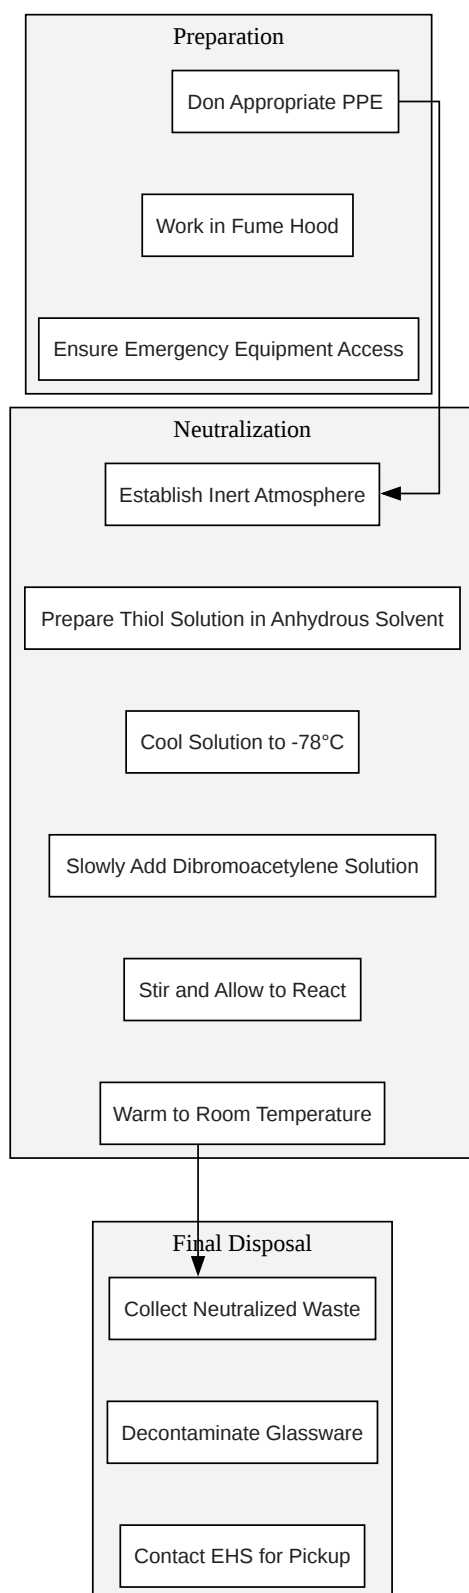 Preparation
Don Appropriate PPE
Work in Fume Hood
Ensure Emergency Equipment Access
Neutralization
Establish Inert Atmosphere
Prepare Thiol Solution in Anhydrous Solvent
Cool Solution to -78°C
Slowly Add Dibromoacetylene Solution
Stir and Allow to React
Warm to Room Temperature
Final Disposal
Collect Neutralized Waste
Decontaminate Glassware
Contact EHS for Pickup